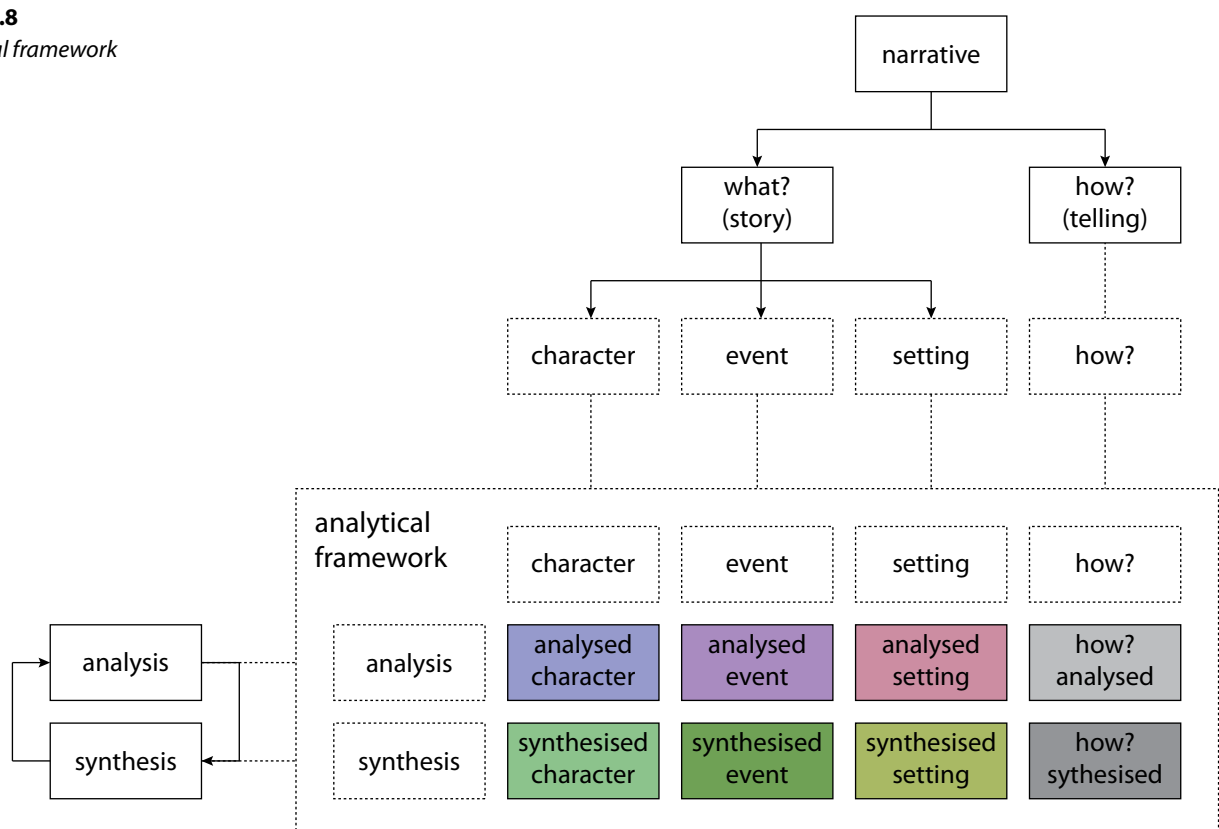 .8
al framework
narrative
what?
(story)
how?
(telling)
character
event
setting
how?
analytical
framework
character
event
setting
how?
analysis
analysis
analysed
character
analysed
event
analysed
setting
how?
analysed
synthesis
synthesis
synthesised
character
synthesised
event
synthesised
setting
how?
sythesised